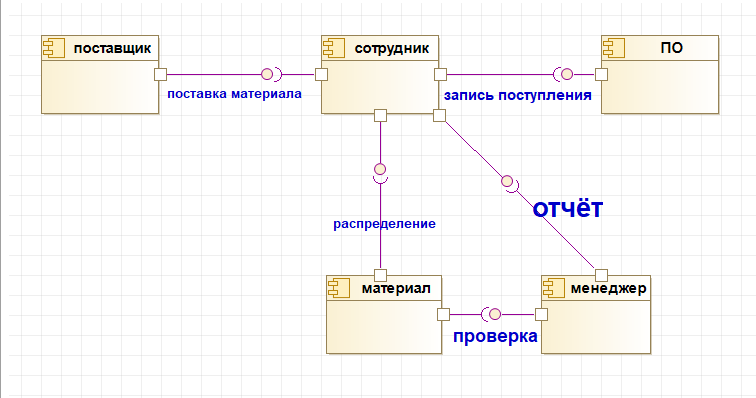 поставщик
сотрудник
ПО
поставка материала
запись поступления
отчёт
распределение
материал
менеджер
проверка